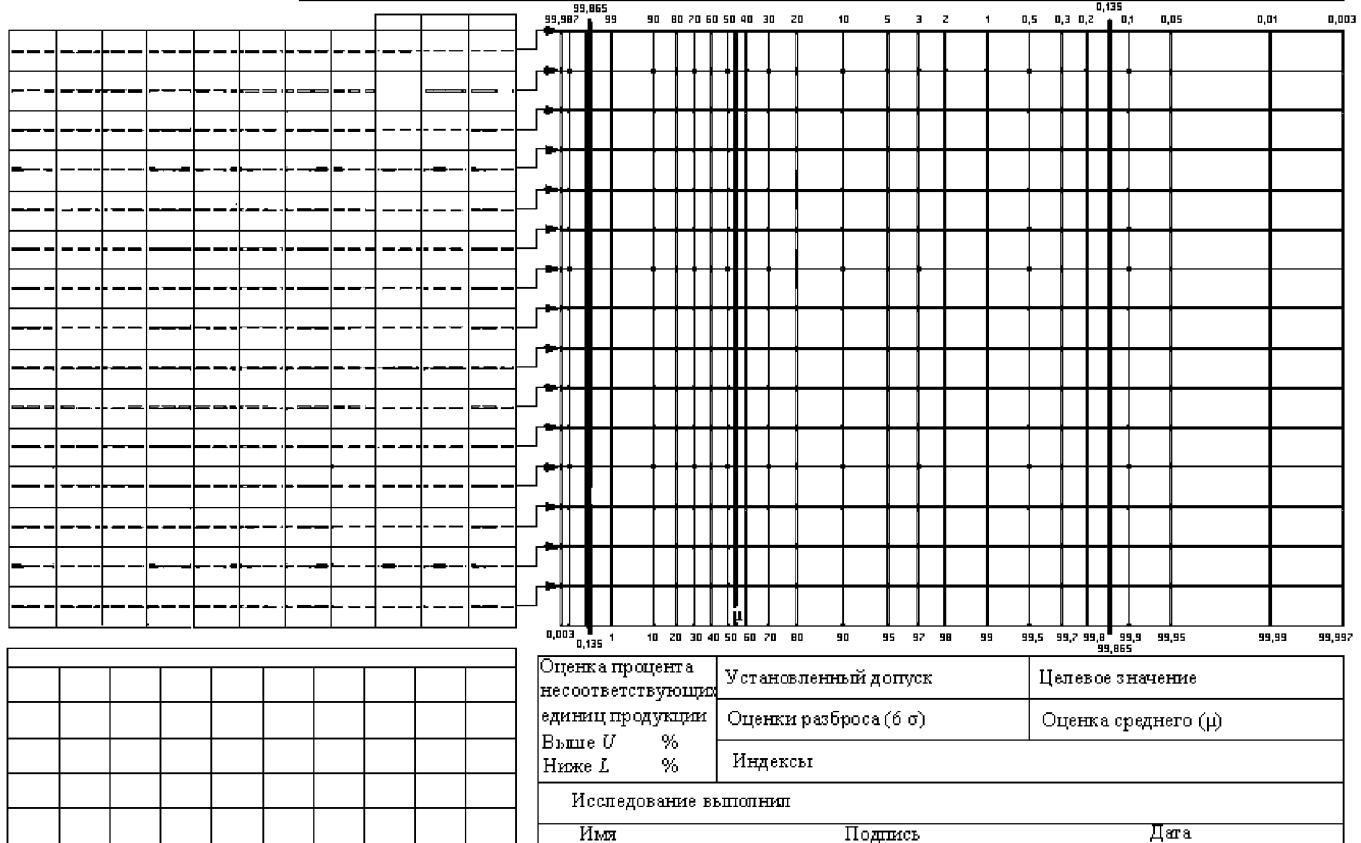 99,865 0,135
99,987 99 90 80 70 60 50 40 30 20 10 5 3 2 1 0,5 0,3 0,2 0,1 0,05 0,01 0,003
μ
0,003 1 10 20 30 40 50 60 70 80 90 95 97 98 99 99,5 99,7 99,8 99,9 99,95 99,99 99,997
0,135 99,865
Оценка процента
несоответствующих
единиц продукции
Выше U %
Ниже L %
Установленный допуск
Целевое значение
Оценки разброса (6 σ)
Оценка среднего (μ)
Индексы
Исследование выполнил
Имя Подпись Дата